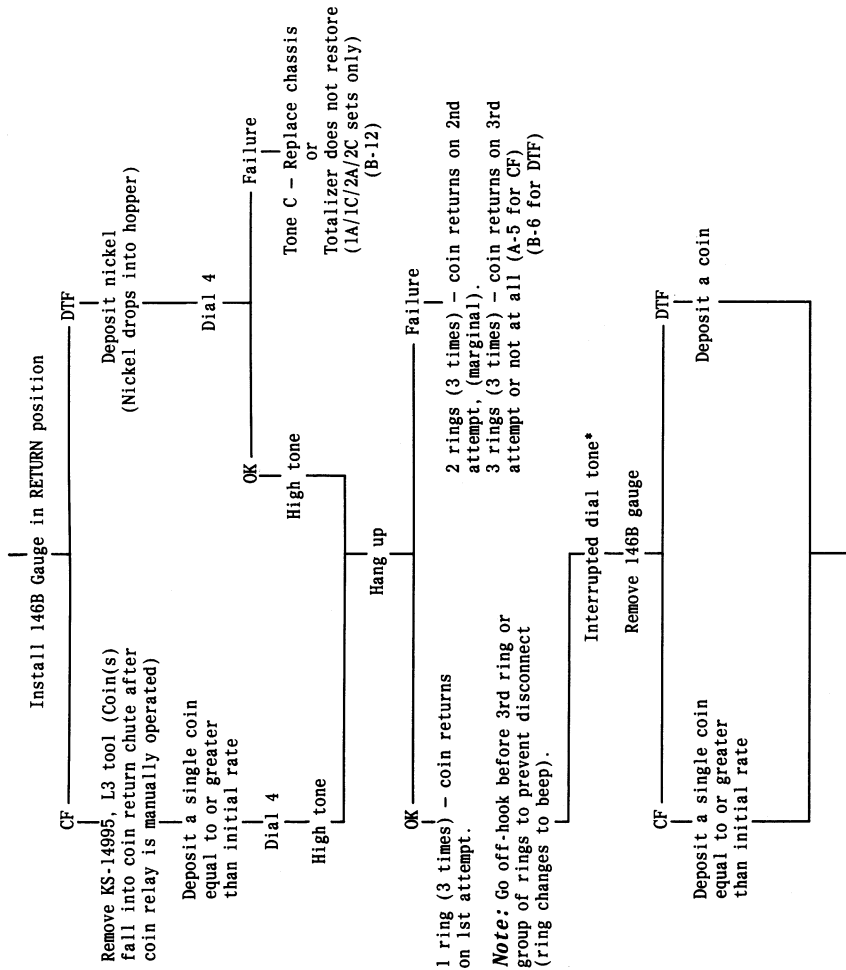 Install 146B Gauge in RETURN position
CF
DTF
Remove KS-14995, L3 tool (Coin(s)
fall into coin return chute after
coin relay is manually operated)
Deposit nickel
(Nickel drops into hopper)
Deposit a single coin
equal to or greater
than initial rate
Dial 4
Dial 4
High tone
OK
Failure
High tone
Tone C – Replace chassis
or
Totalizer does not restore
(1A/1C/2A/2C sets only)
(B-12)
Hang up
OK
Failure
1 ring (3 times) – coin returns
on 1st attempt.
2 rings (3 times) – coin returns on 2nd
attempt, (marginal).
3 rings (3 times) – coin returns on 3rd
attempt or not at all (A-5 for CF)
(B-6 for DTF)
Note: Go off-hook before 3rd ring or
group of rings to prevent disconnect
(ring changes to beep).
Interrupted dial tone*
Remove 146B gauge
CF
DTF
Deposit a single coin
equal to or greater
than initial rate
Deposit a coin